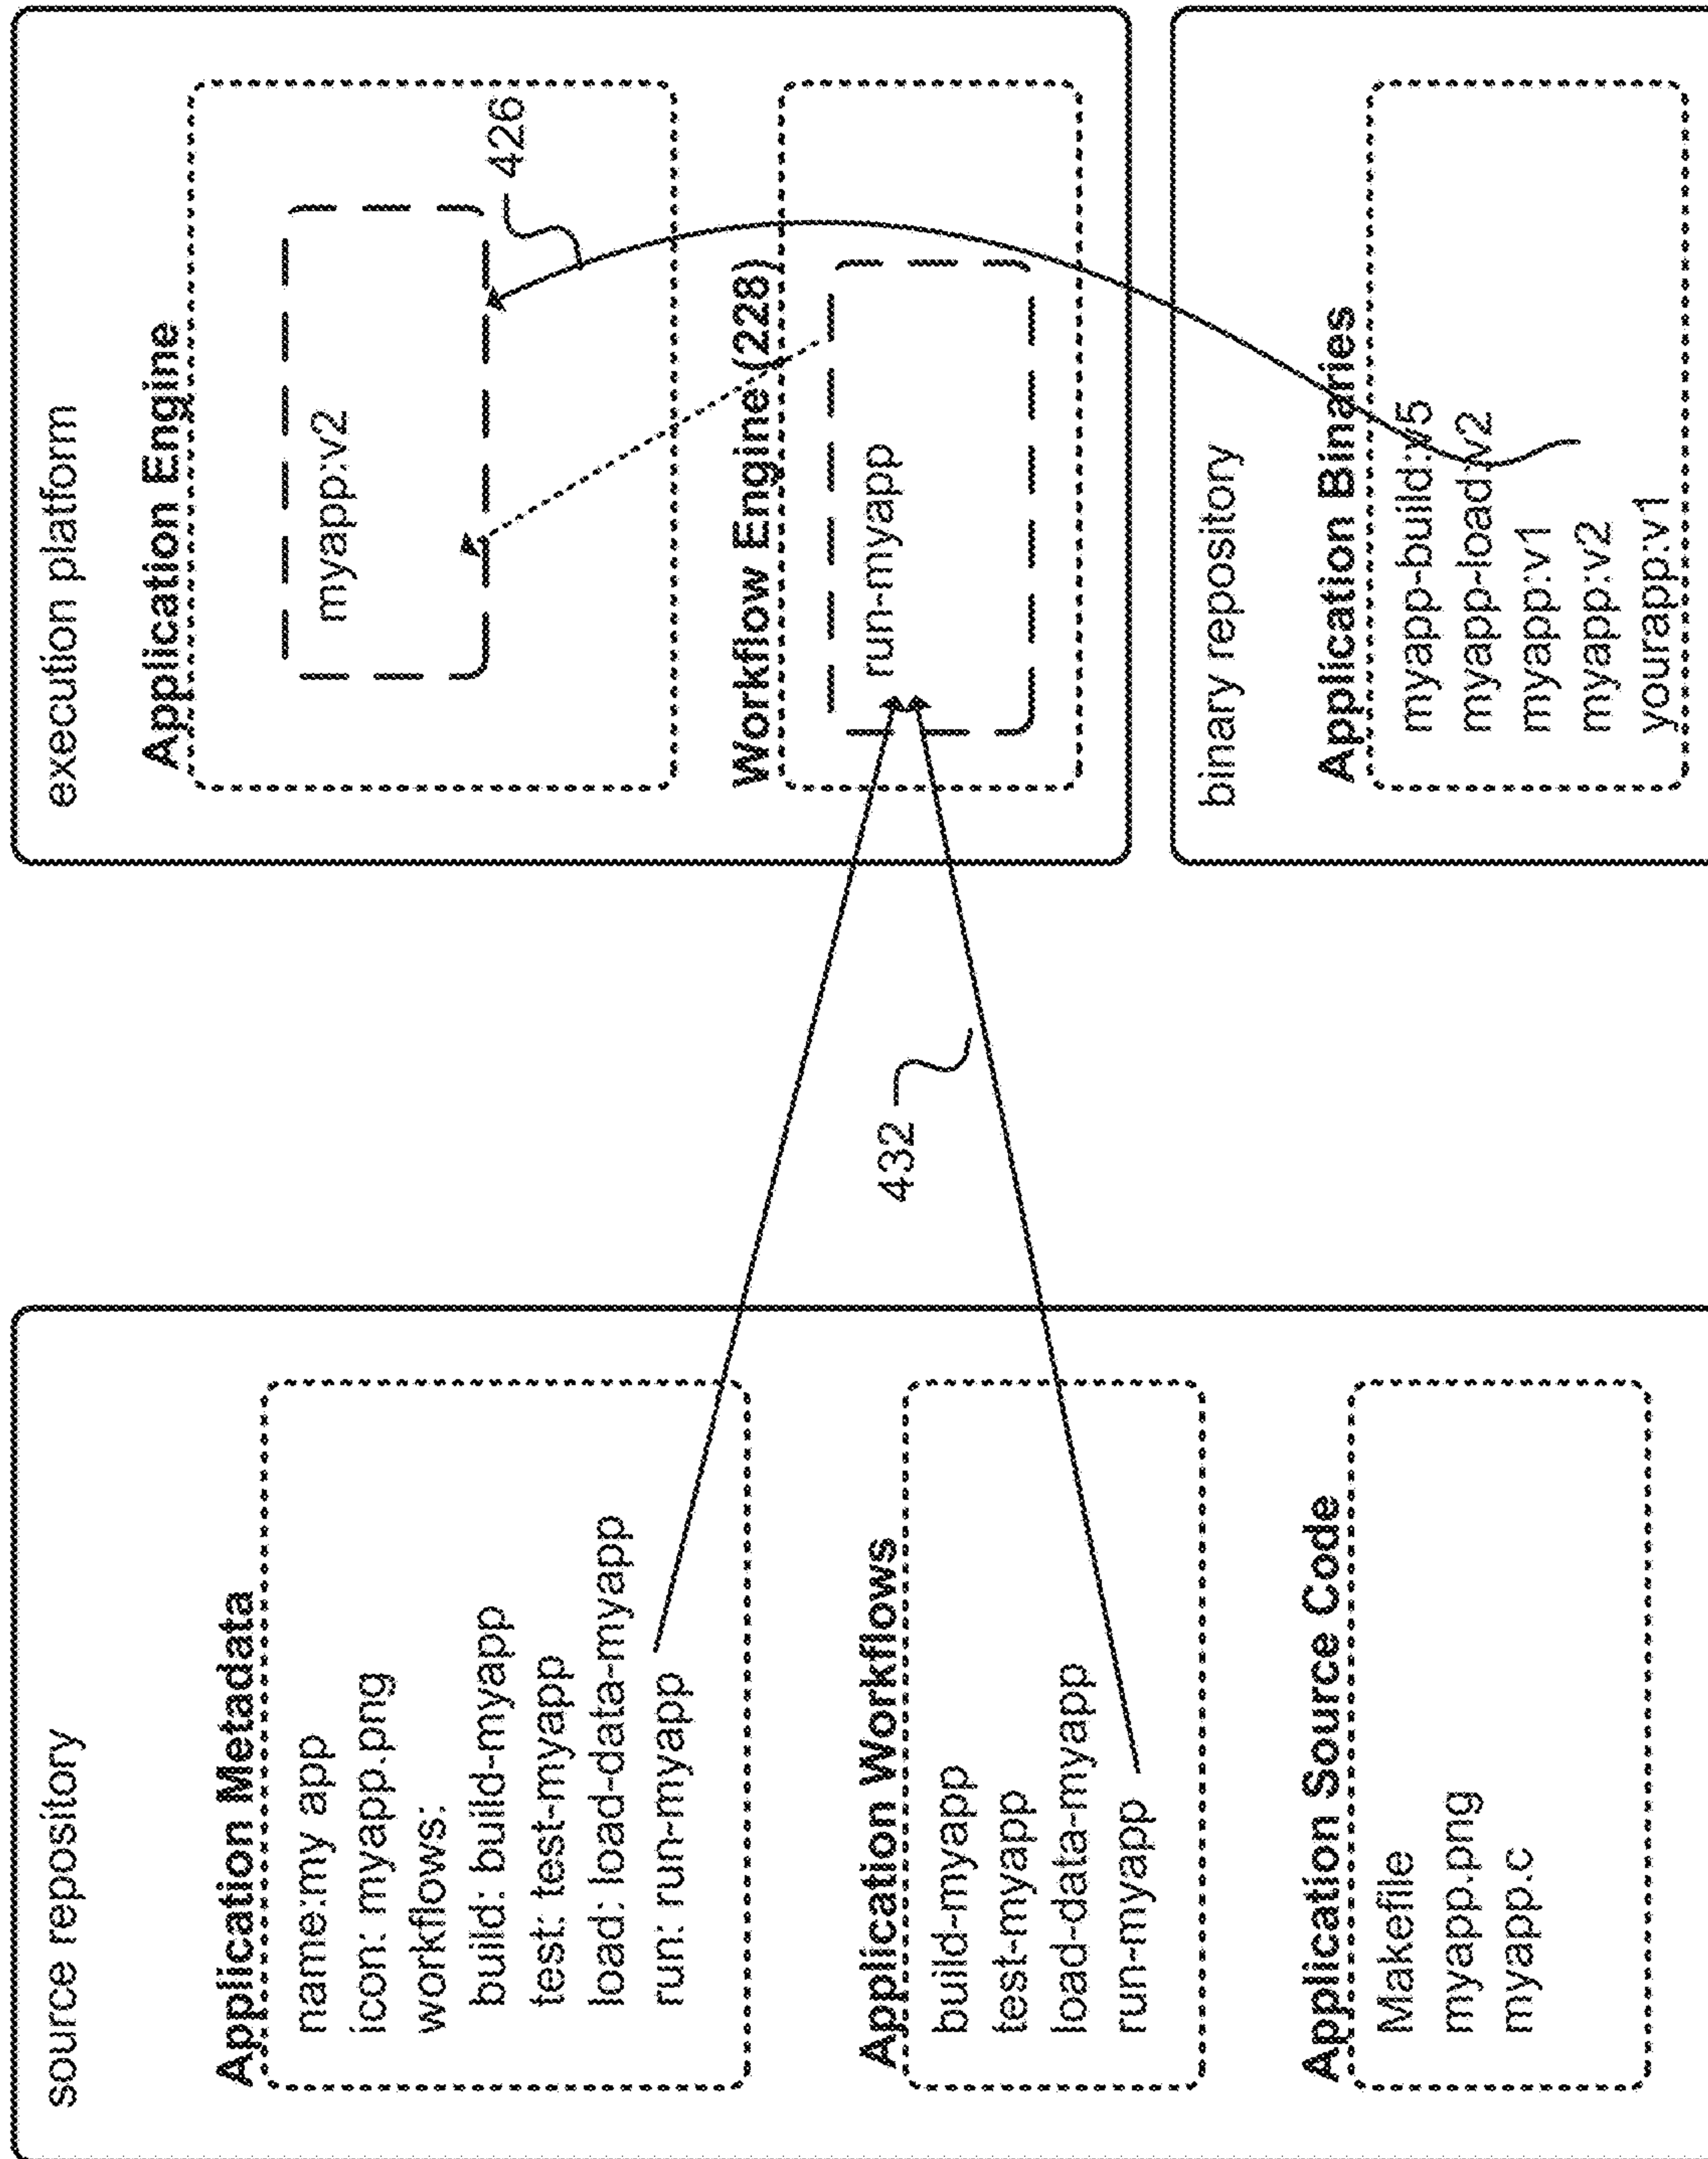 source repository
Application Metadata
name:my app
icon: myapp.png
workflows:
build: build-myapp
test: test-myapp
load: load-data-myapp
run: run-myapp
Application Workflows
build-myapp
test-myapp
load-data-myapp
run-myapp
Application Source Code
Makefile
myapp.png
myapp.c
432
execution platform
Application Engine
myapp:v2
426
Workflow Engine (228)
run-myapp
binary repository
Application Binaries
myapp-build:v5
myapp-load:v2
myapp:v1
myapp:v2
yourapp:v1